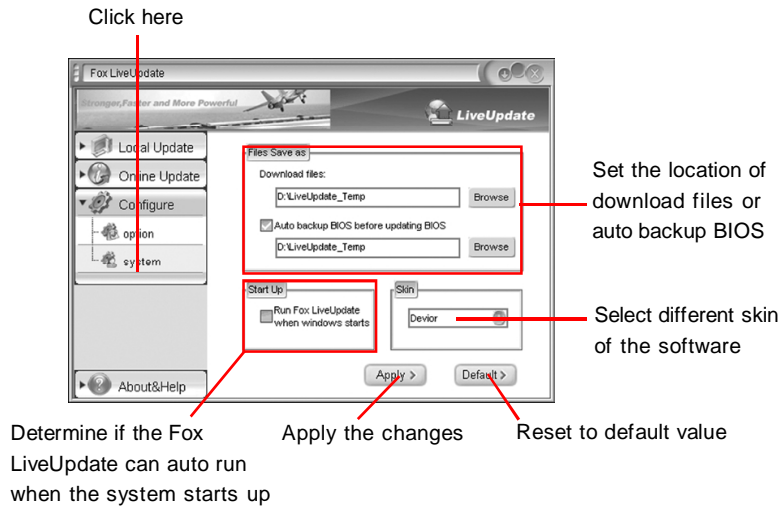 Click here
Fox LiveUpdate
Stronger,Faster and More Powerful
LiveUpdate
Local Update
Online Update
Configure
option
system
About&Help
Files Save as
Download files:
D:\LiveUpdate_Temp
Browse
Auto backup BIOS before updating BIOS
D:\LiveUpdate_Temp
Browse
Start Up
Run Fox LiveUpdate
when windows starts
Skin
Devior
Apply >
Default >
Set the location of
download files or
auto backup BIOS
Select different skin
of the software
Determine if the Fox
LiveUpdate can auto run
when the system starts up
Apply the changes
Reset to default value